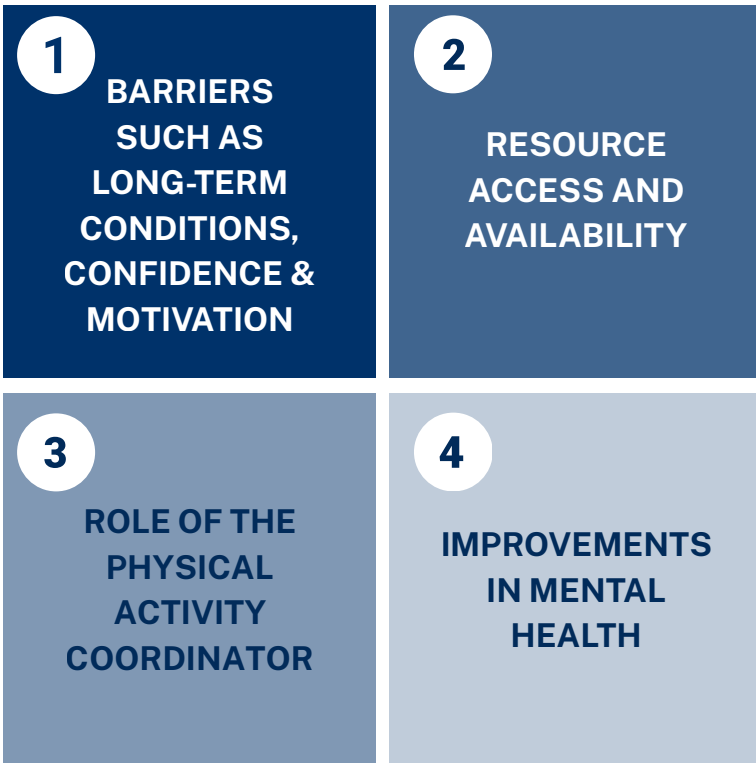 1
BARRIERS
SUCH AS
LONG-TERM
CONDITIONS,
CONFIDENCE &
MOTIVATION
2
RESOURCE
ACCESS AND
AVAILABILITY
3
ROLE OF THE
PHYSICAL
ACTIVITY
COORDINATOR
4
IMPROVEMENTS
IN MENTAL
HEALTH